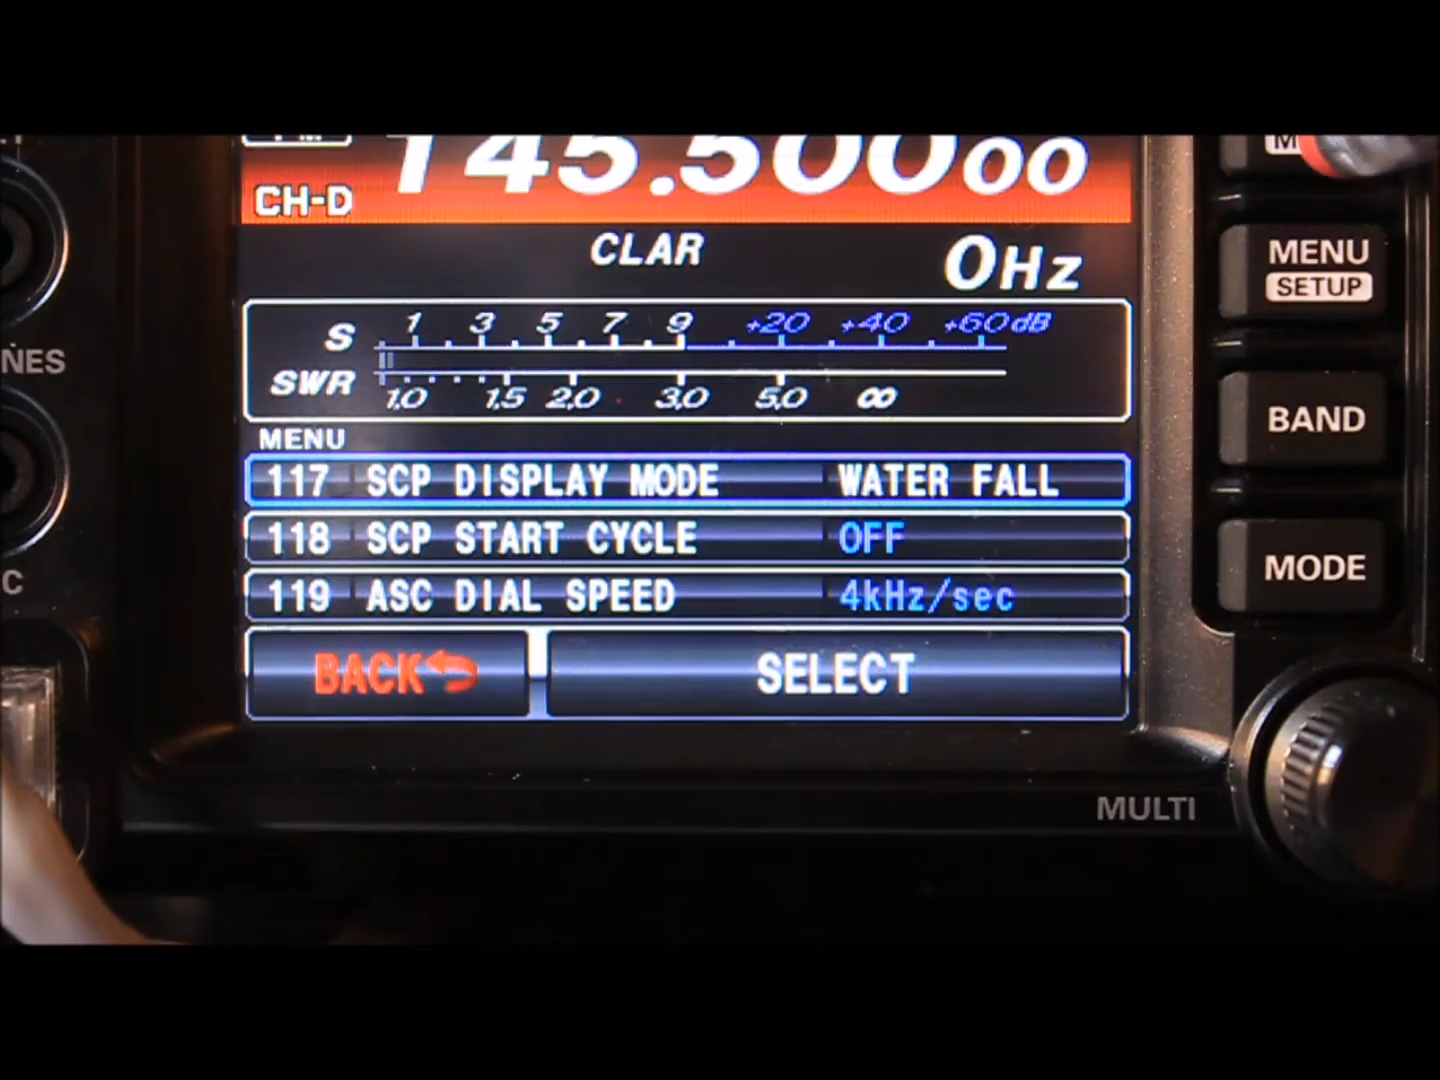 145.500 00
CH-D
CLAR 0Hz
S 1 3 5 7 9 +20 +40 +60dB
SWR 1.0 1.5 2.0 3.0 5.0 ∞
MENU
117 SCP DISPLAY MODE WATER FALL
118 SCP START CYCLE OFF
119 ASC DIAL SPEED 4kHz/sec
BACK SELECT
MENU
SETUP
BAND
MODE
MULTI